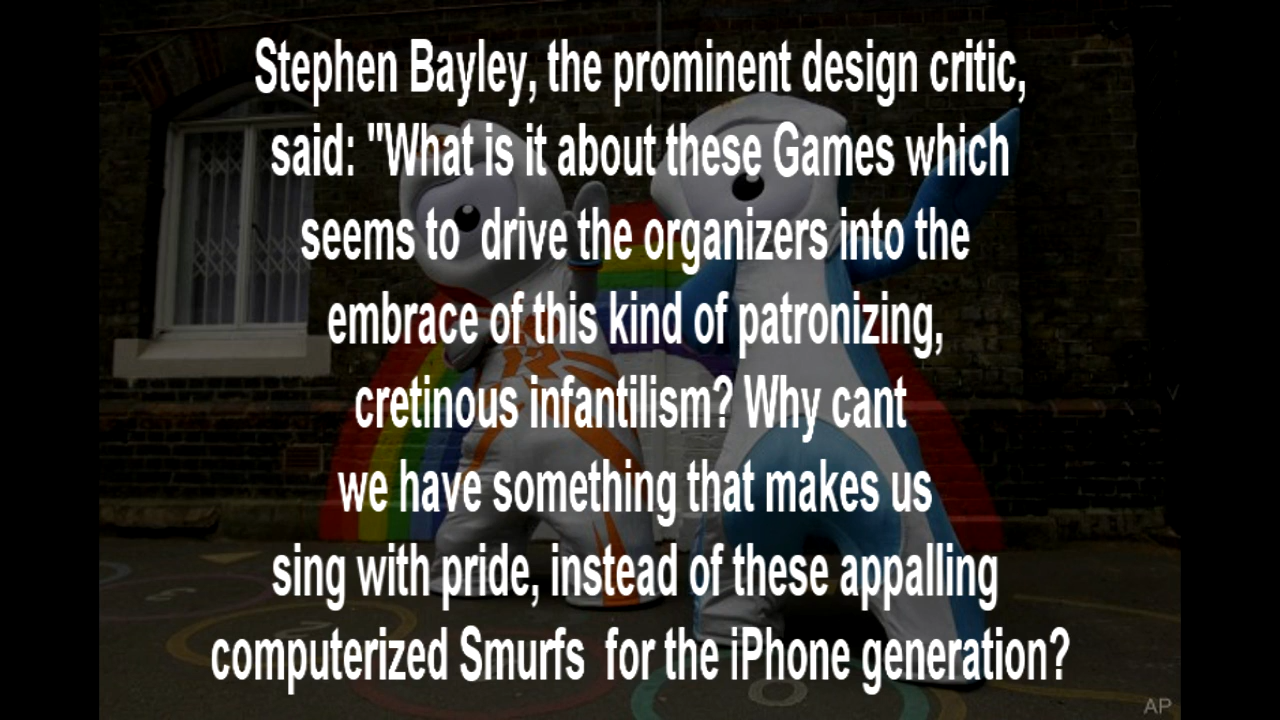 Stephen Bayley, the prominent design critic,
said: "What is it about these Games which
seems to  drive the organizers into the
embrace of this kind of patronizing,
cretinous infantilism? Why cant
we have something that makes us
sing with pride, instead of these appalling
computerized Smurfs  for the iPhone generation?
AP